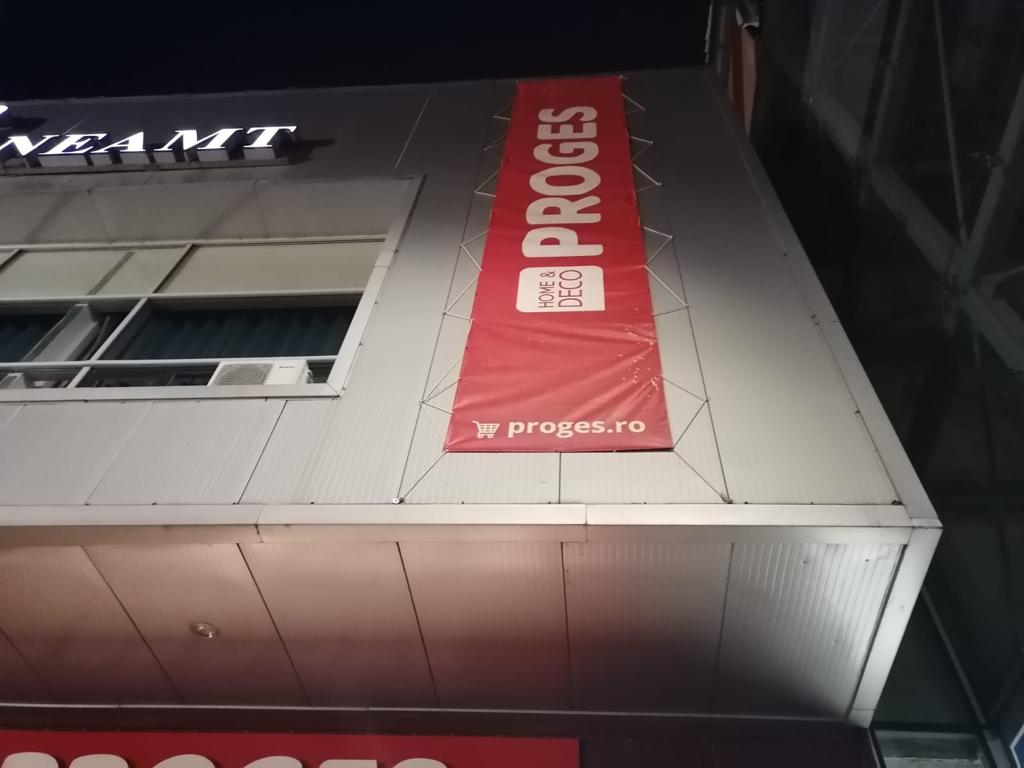 NEAMT
PROGES
HOME &
DECO
proges.ro